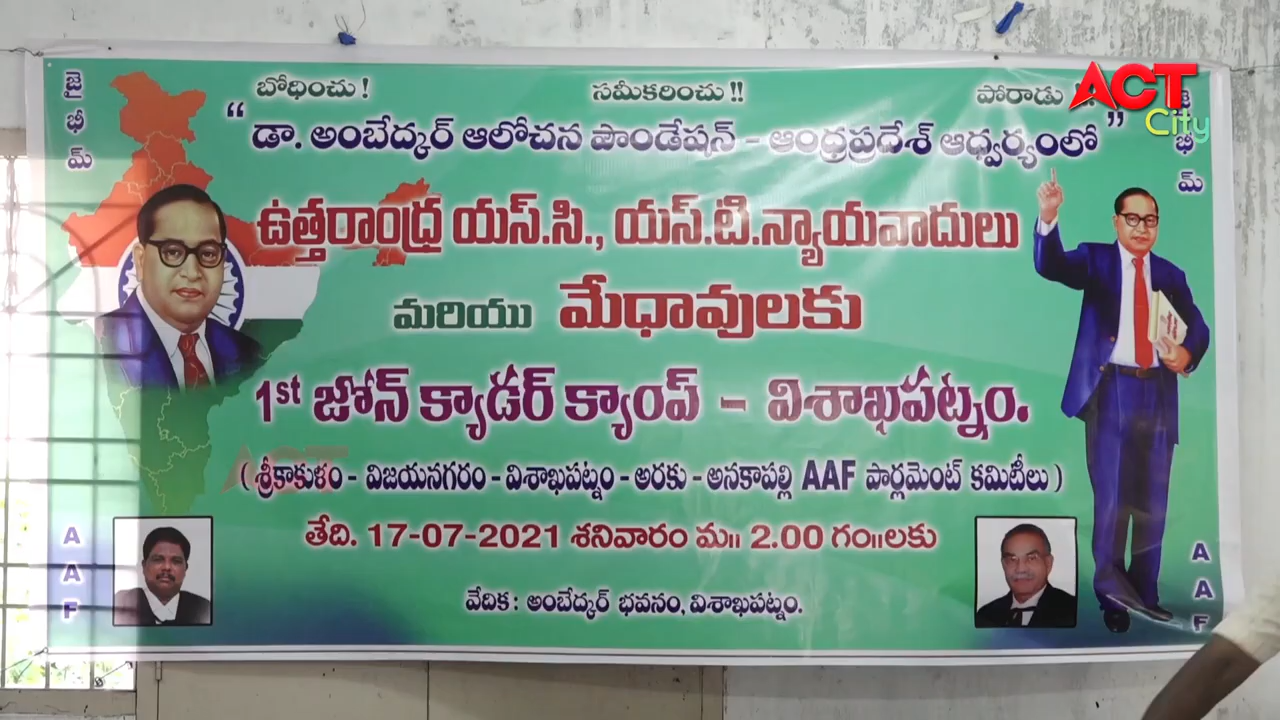 ACT
City
జై భీమ్
బోధించు ! సమీకరించు !! పోరాడు
జై భీమ్
“ డా. అంబేద్కర్ ఆలోచన ఫౌండేషన్ - ఆంధ్రప్రదేశ్ ఆధ్వర్యంలో ”
ఉత్తరాంధ్ర యస్.సి., యస్.టి.న్యాయవాదులు
మరియు మేధావులకు
1st జోన్ క్యాడర్ క్యాంప్ - విశాఖపట్నం.
( శ్రీకాకుళం - విజయనగరం - విశాఖపట్నం - అరకు - అనకాపల్లి AAF పార్లమెంట్ కమిటీలు )
తేది. 17-07-2021 శనివారం మ॥ 2.00 గం॥లకు
వేదిక : అంబేద్కర్ భవనం, విశాఖపట్నం.
AAF
AAF